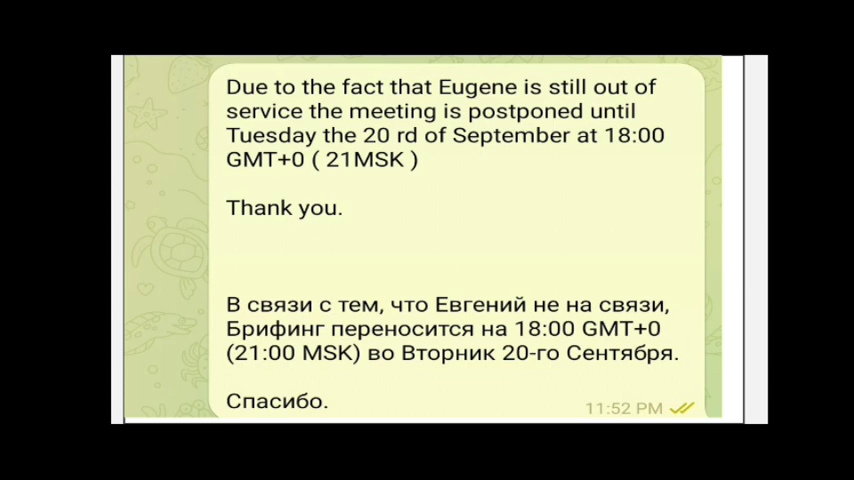 Due to the fact that Eugene is still out of
service the meeting is postponed until
Tuesday the 20 rd of September at 18:00
GMT+0 ( 21MSK )
Thank you.
В связи с тем, что Евгений не на связи,
Брифинг переносится на 18:00 GMT+0
(21:00 MSK) во Вторник 20-го Сентября.
Спасибо.
11:52 PM